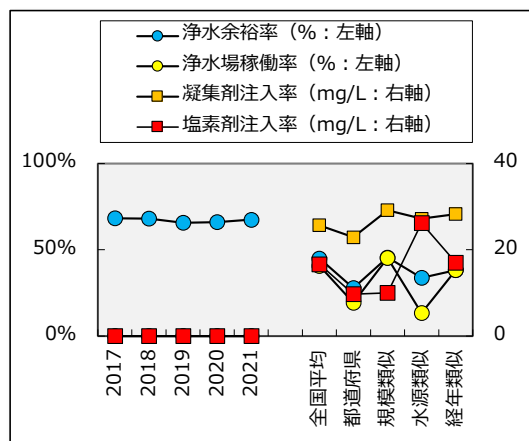 浄水余裕率（%：左軸）
浄水場稼働率（%：左軸）
凝集剤注入率（mg/L：右軸）
塩素剤注入率（mg/L：右軸）
100%
40
50%
20
0%
0
2017
2018
2019
2020
2021
全国平均
都道府県
規模類似
水源類似
経年類似